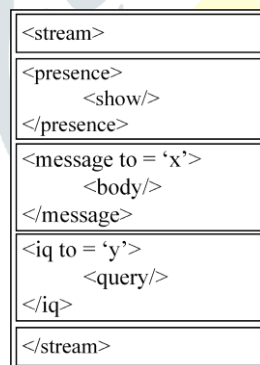 <stream>
<presence>
<show/>
</presence>
<message to = ‘x’>
<body/>
</message>
<iq to = ‘y’>
<query/>
</iq>
</stream>